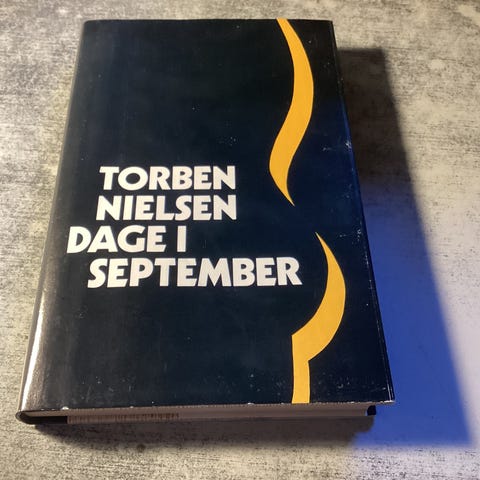 TORBEN
NIELSEN
DAGE I
SEPTEMBER